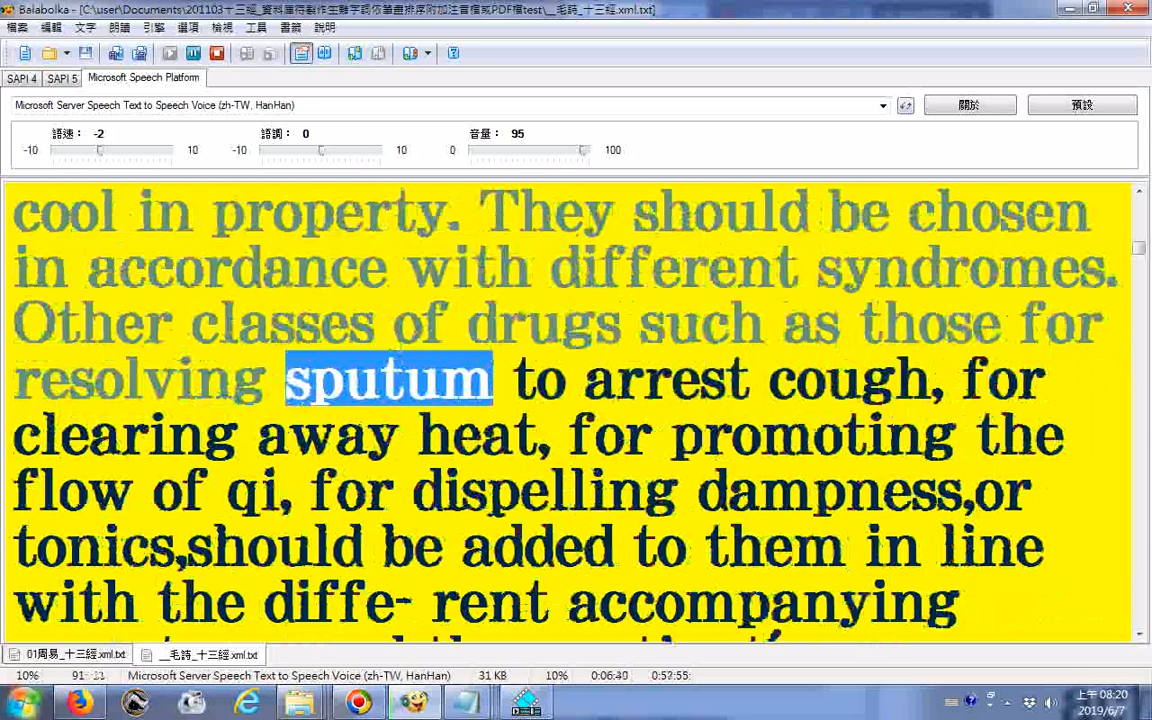 Balabolka - [C:\user\Documents\201103十三經_資料庫待製作生難字詞依筆畫排序附加注音檔或PDF檔test\__毛詩_十三經.xml.txt]
檔案 編輯 文字 朗讀 引擎 選項 檢視 工具 書籤 說明
SAPI 4 SAPI 5 Microsoft Speech Platform
Microsoft Server Speech Text to Speech Voice (zh-TW, HanHan) 關於 預設
語速： -2 語調： 0 音量： 95
-10 10 -10 10 0 100
cool in property. They should be chosen
in accordance with different syndromes.
Other classes of drugs such as those for
resolving sputum to arrest cough, for
clearing away heat, for promoting the
flow of qi, for dispelling dampness,or
tonics,should be added to them in line
with the diffe- rent accompanying
01周易_十三經.xml.txt __毛詩_十三經.xml.txt
10% Microsoft Server Speech Text to Speech Voice (zh-TW, HanHan) 31 KB 10%
上午 08:20
2019/6/7